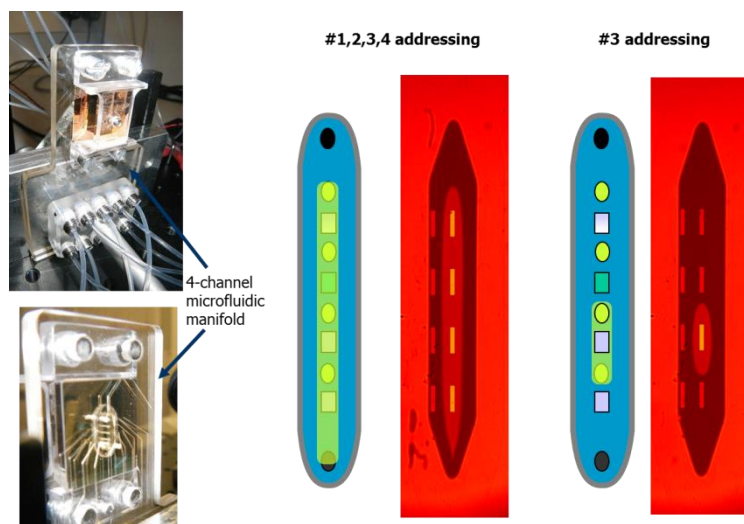 #1,2,3,4 addressing
#3 addressing
4-channel
microfluidic
manifold